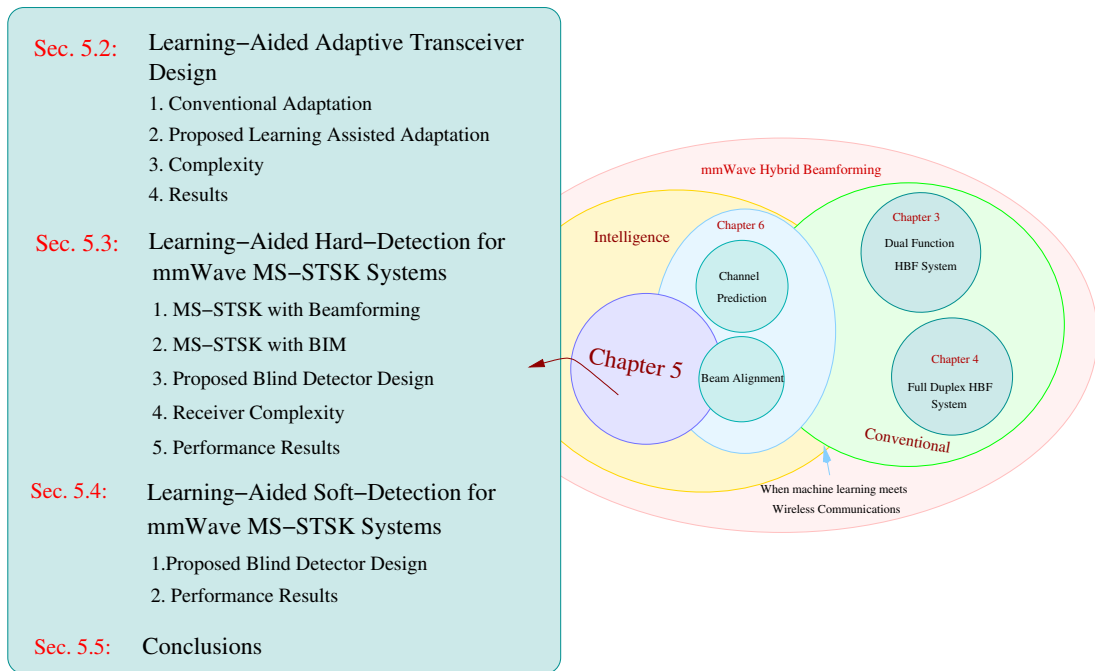 Sec. 5.2: Learning−Aided Adaptive Transceiver
Design
1. Conventional Adaptation
2. Proposed Learning Assisted Adaptation
3. Complexity
4. Results
Sec. 5.3: Learning−Aided Hard−Detection for
mmWave MS−STSK Systems
1. MS−STSK with Beamforming
2. MS−STSK with BIM
3. Proposed Blind Detector Design
4. Receiver Complexity
5. Performance Results
Sec. 5.4: Learning−Aided Soft−Detection for
mmWave MS−STSK Systems
1.Proposed Blind Detector Design
2. Performance Results
Sec. 5.5: Conclusions
mmWave Hybrid Beamforming
Intelligence
Chapter 6
Channel
Prediction
Chapter 5
Beam Alignment
Chapter 3
Dual Function
HBF System
Chapter 4
Full Duplex HBF
System
Conventional
When machine learning meets
Wireless Communications